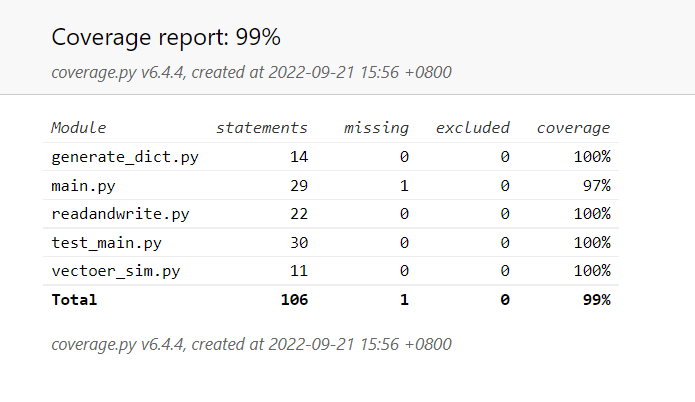 Coverage report: 99%
coverage.py v6.4.4, created at 2022-09-21 15:56 +0800
Module statements missing excluded coverage
generate_dict.py 14 0 0 100%
main.py 29 1 0 97%
readandwrite.py 22 0 0 100%
test_main.py 30 0 0 100%
vectoer_sim.py 11 0 0 100%
Total 106 1 0 99%
coverage.py v6.4.4, created at 2022-09-21 15:56 +0800